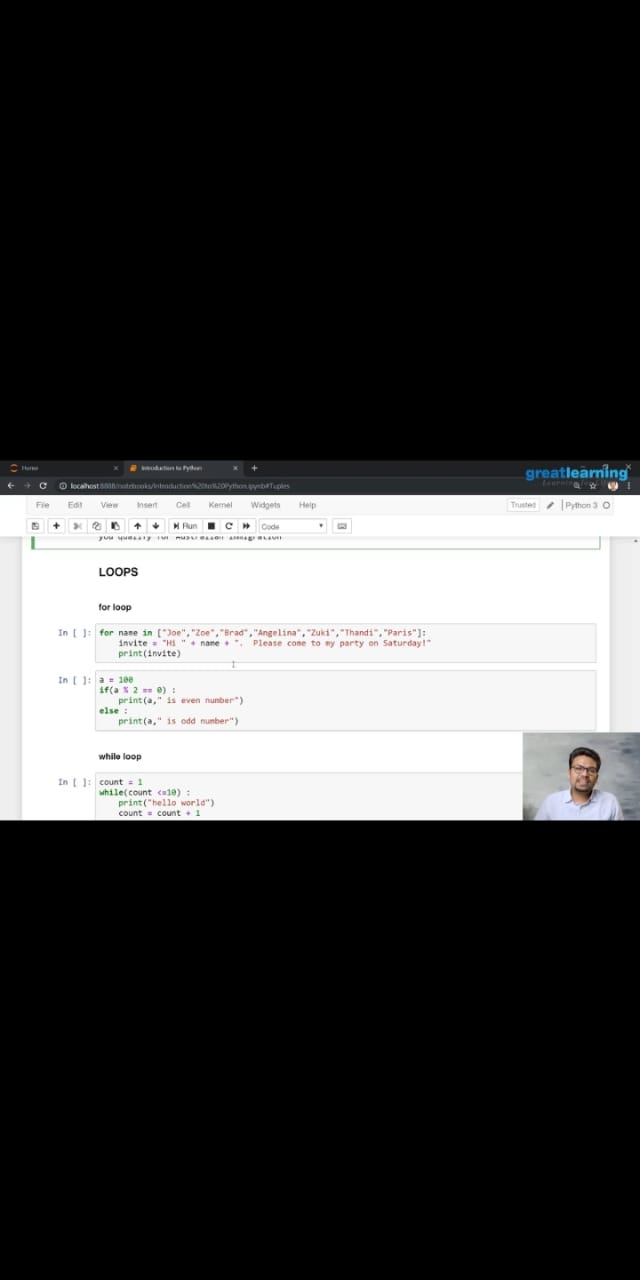 Home
Introduction to Python
greatlearning
Learning for
localhost:8888/notebooks/Introduction%20to%20Python.ipynb#Tuples
File Edit View Insert Cell Kernel Widgets Help Trusted Python 3
Run Code
you qualify for Australian immigration
LOOPS
for loop
In [ ]: for name in ["Joe","Zoe","Brad","Angelina","Zuki","Thandi","Paris"]:
invite = "Hi " + name + ".  Please come to my party on Saturday!"
print(invite)
In [ ]: a = 100
if(a % 2 == 0) :
print(a," is even number")
else :
print(a," is odd number")
while loop
In [ ]: count = 1
while(count <=10) :
print("hello world")
count = count + 1